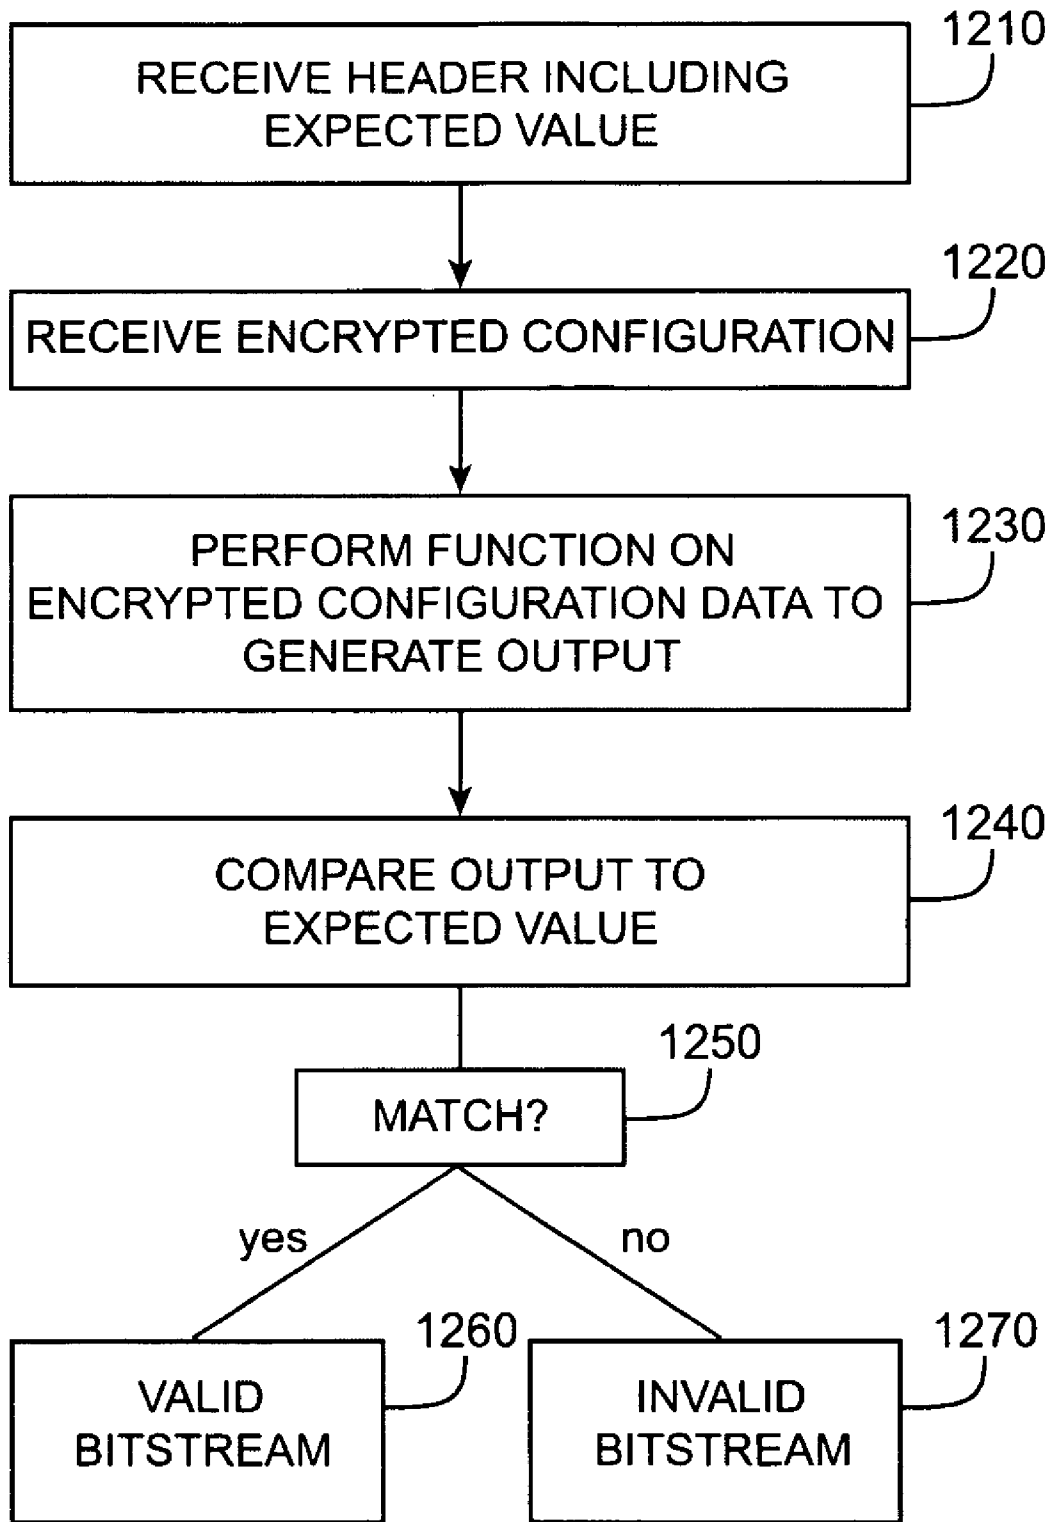 1210
RECEIVE HEADER INCLUDING
EXPECTED VALUE
1220
RECEIVE ENCRYPTED CONFIGURATION
1230
PERFORM FUNCTION ON
ENCRYPTED CONFIGURATION DATA TO
GENERATE OUTPUT
1240
COMPARE OUTPUT TO
EXPECTED VALUE
1250
MATCH?
yes
no
1260
VALID
BITSTREAM
1270
INVALID
BITSTREAM